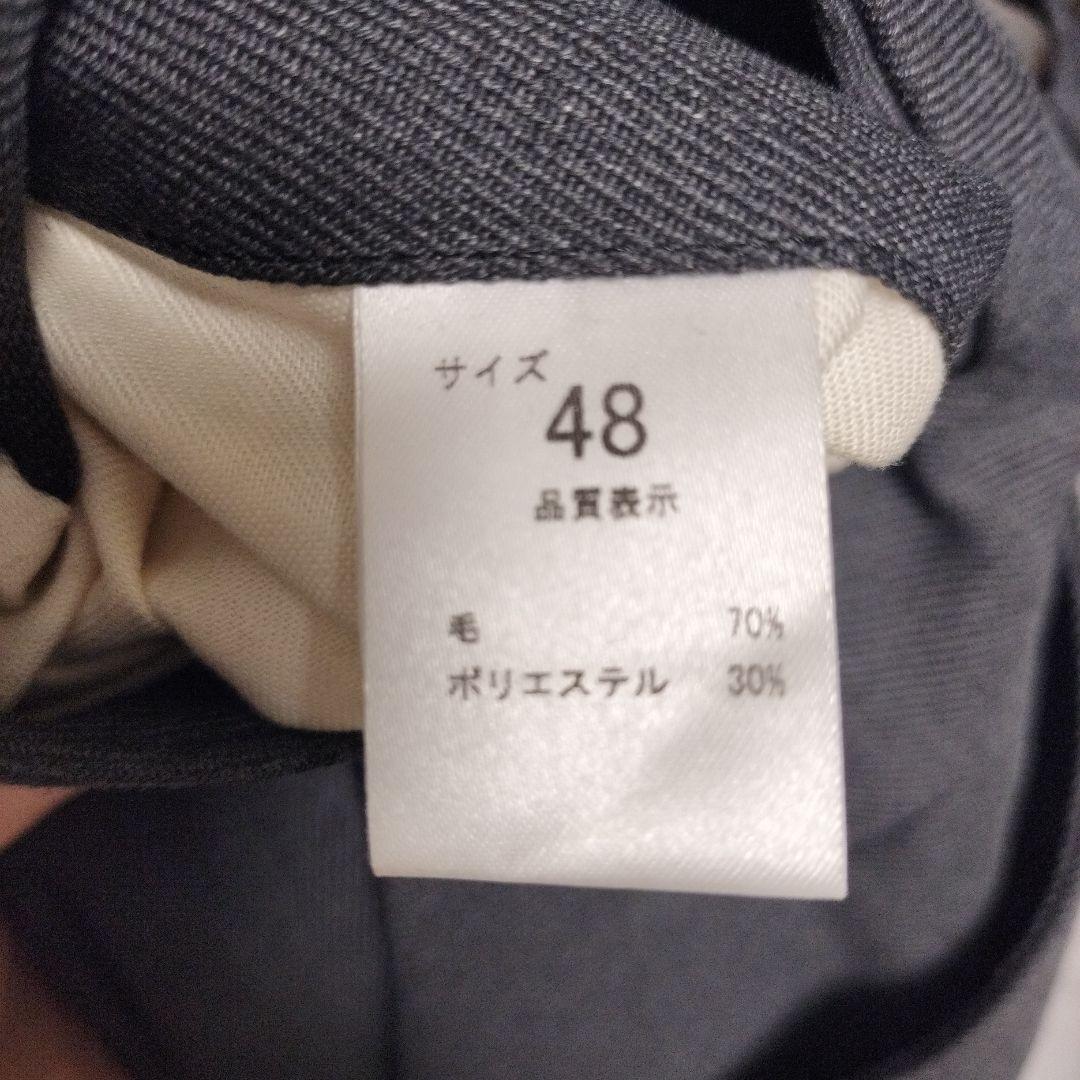 サイズ
48
品質表示
毛 70%
ポリエステル 30%